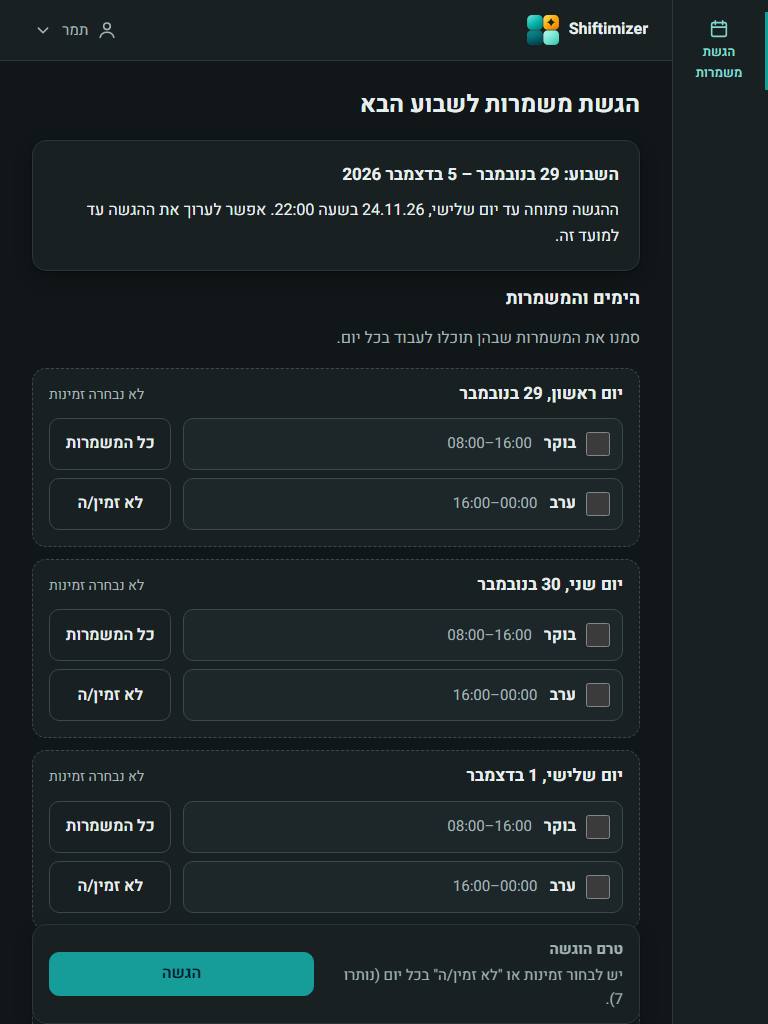 הגשת
משמרות
Shiftimizer
תמר
הגשת משמרות לשבוע הבא
השבוע: 29 בנובמבר – 5 בדצמבר 2026
ההגשה פתוחה עד יום שלישי, 24.11.26 בשעה 22:00. אפשר לערוך את ההגשה עד
למועד זה.
הימים והמשמרות
סמנו את המשמרות שבהן תוכלו לעבוד בכל יום.
יום ראשון, 29 בנובמבר
לא נבחרה זמינות
בוקר 08:00–16:00
כל המשמרות
ערב 16:00–00:00
לא זמין/ה
יום שני, 30 בנובמבר
לא נבחרה זמינות
בוקר 08:00–16:00
כל המשמרות
ערב 16:00–00:00
לא זמין/ה
יום שלישי, 1 בדצמבר
לא נבחרה זמינות
בוקר 08:00–16:00
כל המשמרות
ערב 16:00–00:00
לא זמין/ה
טרם הוגשה
יש לבחור זמינות או "לא זמין/ה" בכל יום (נותרו
7).
הגשה